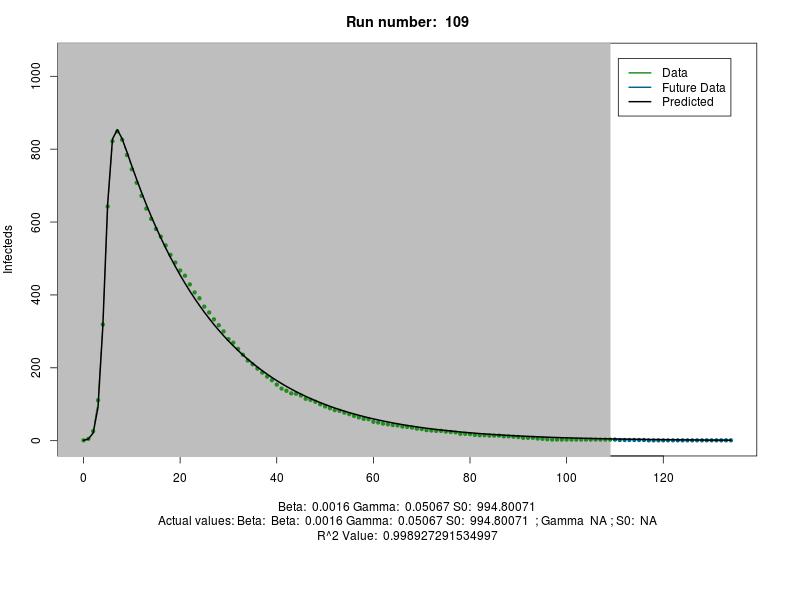 Run number: 109
1000
800
600
400
200
0
Infecteds
Data
Future Data
Predicted
0 20 40 60 80 100 120
Beta: 0.0016 Gamma: 0.05067 S0: 994.80071
Actual values: Beta: Beta: 0.0016 Gamma: 0.05067 S0: 994.80071 ; Gamma NA ; S0: NA
R^2 Value: 0.998927291534997